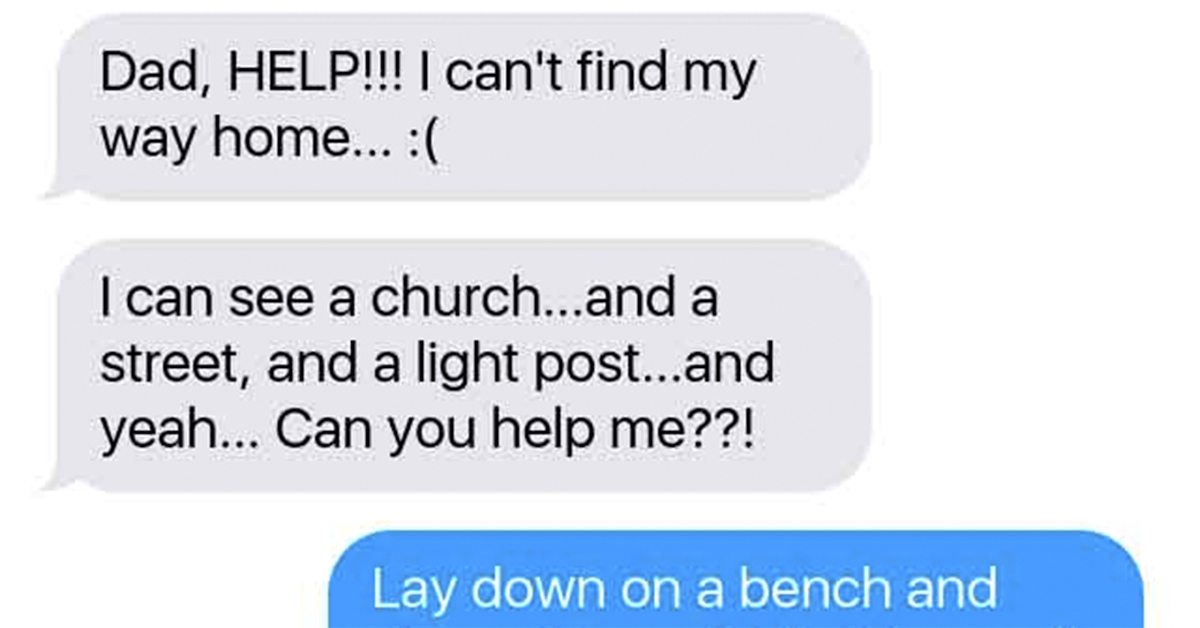 Dad, HELP!!! I can't find my
way home... :(
I can see a church...and a
street, and a light post...and
yeah... Can you help me??!
Lay down on a bench and